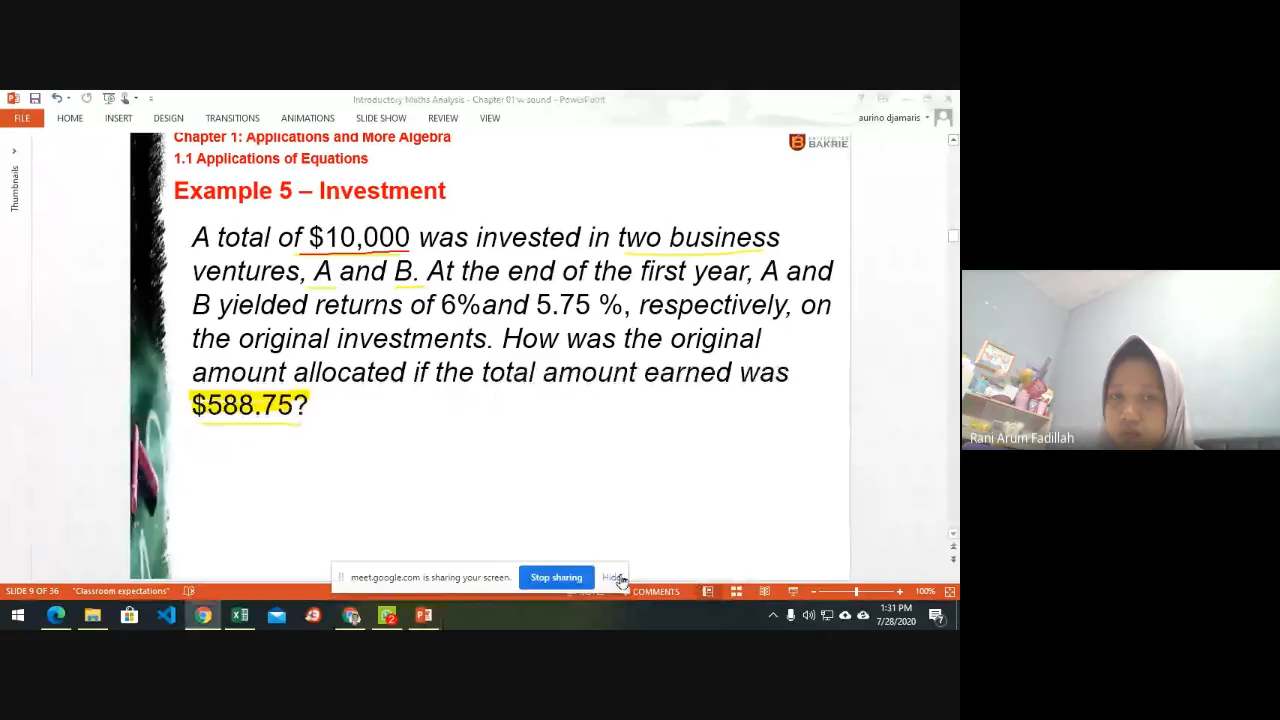 Introductory Maths Analysis - Chapter 01 w sound - PowerPoint
?
FILE HOME INSERT DESIGN TRANSITIONS ANIMATIONS SLIDE SHOW REVIEW VIEW
aurino djamaris
Thumbnails
Chapter 1: Applications and More Algebra
1.1 Applications of Equations
BAKRIE
Example 5 – Investment
A total of $10,000 was invested in two business
ventures, A and B. At the end of the first year, A and
B yielded returns of 6%and 5.75 %, respectively, on
the original investments. How was the original
amount allocated if the total amount earned was
$588.75?
Rani Arum Fadillah
meet.google.com is sharing your screen.
Stop sharing
Hide
SLIDE 9 OF 36
"Classroom expectations"
COMMENTS
100%
2
1:31 PM
7/28/2020
7